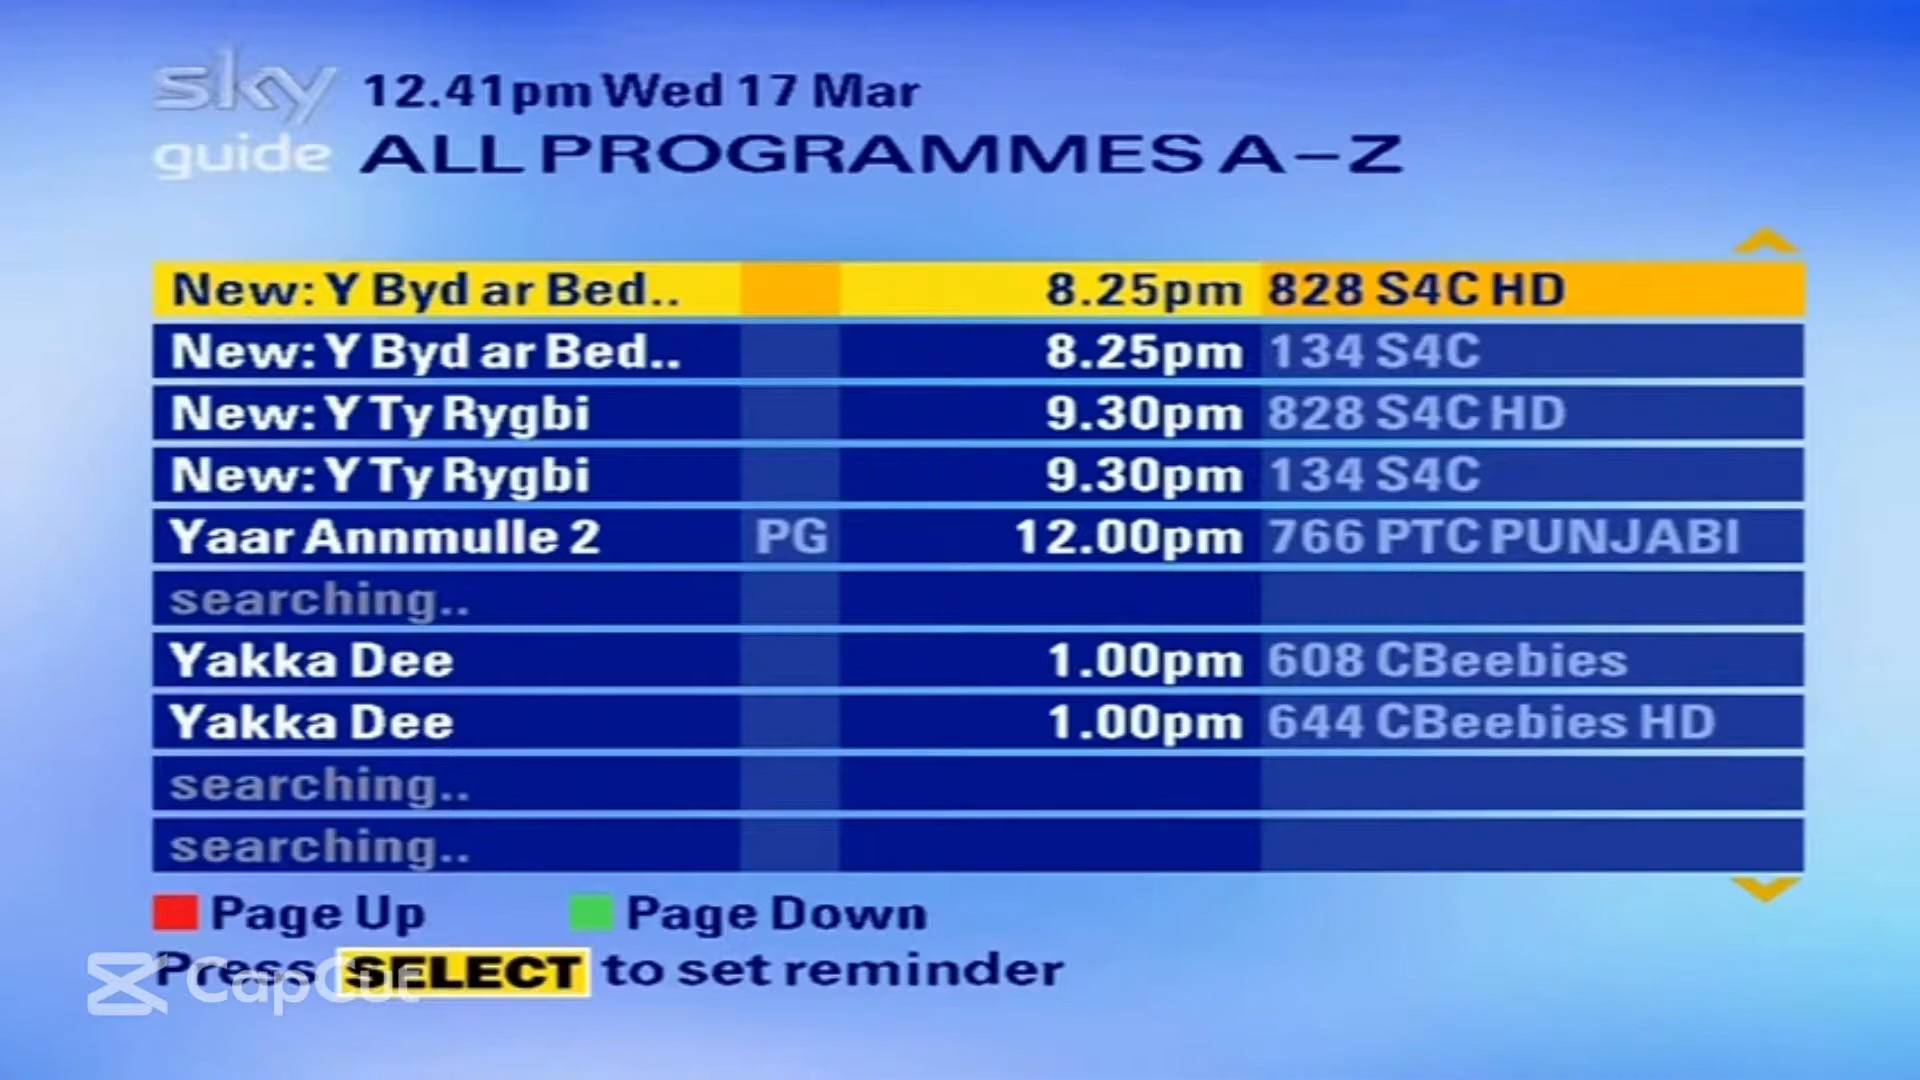 sky guide 12.41pm Wed 17 Mar
ALL PROGRAMMES A-Z
New: Y Byd ar Bed.. 8.25pm 828 S4C HD
New: Y Byd ar Bed.. 8.25pm 134 S4C
New: Y Ty Rygbi 9.30pm 828 S4C HD
New: Y Ty Rygbi 9.30pm 134 S4C
Yaar Annmulle 2 PG 12.00pm 766 PTC PUNJABI
searching..
Yakka Dee 1.00pm 608 CBeebies
Yakka Dee 1.00pm 644 CBeebies HD
searching..
searching..
Page Up Page Down
Press SELECT to set reminder
CapCut